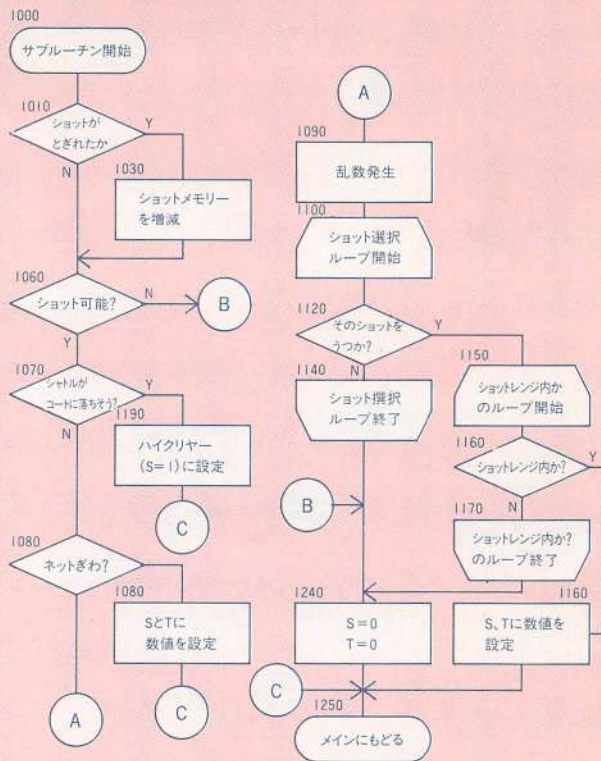 1000
サブルーチン開始
1010
ショットが
とぎれたか
Y
N
1030
ショットメモリー
を増減
1060
ショット可能?
N
B
Y
1070
シャトルが
コートに落ちそう?
Y
N
1190
ハイクリヤー
(S=1)に設定
C
1080
ネットぎわ?
1080
SとTに
数値を設定
A
C
A
1090
乱数発生
1100
ショット選択
ループ開始
1120
そのショットを
うつか?
Y
N
1140
ショット撰択
ループ終了
1150
ショットレンジ内か
のループ開始
1160
ショットレンジ内か?
Y
N
B
1170
ショットレンジ内か?
のループ終了
1240
S=0
T=0
1160
S、Tに数値を
設定
C
1250
メインにもどる